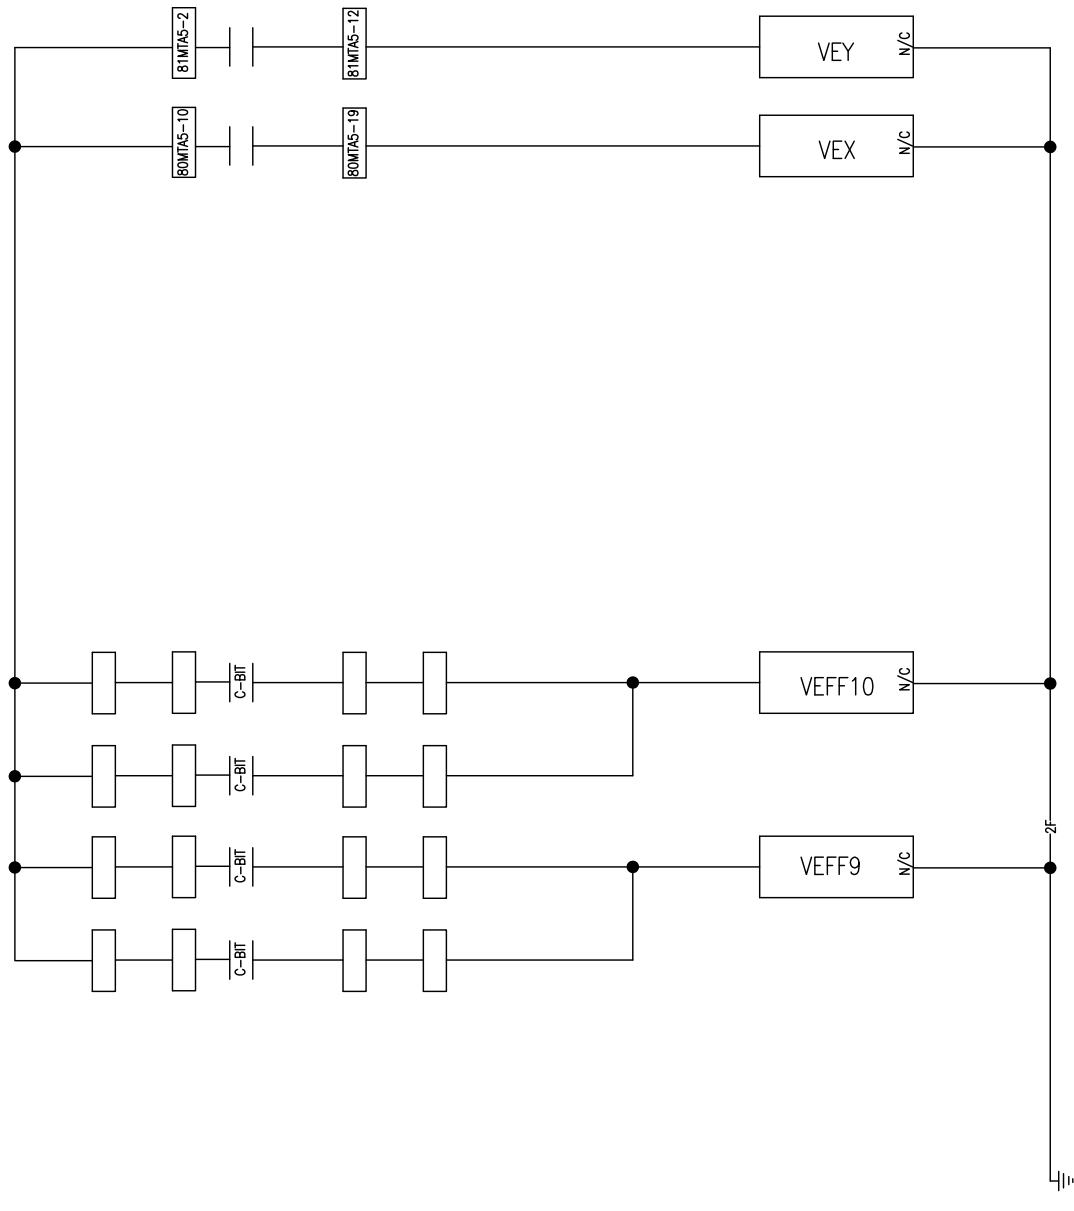 81MTA5-2
81MTA5-12
VEY
N/C
80MTA5-10
80MTA5-19
VEX
N/C
C-BIT
VEFF10
N/C
C-BIT
2F
C-BIT
VEFF9
N/C
C-BIT